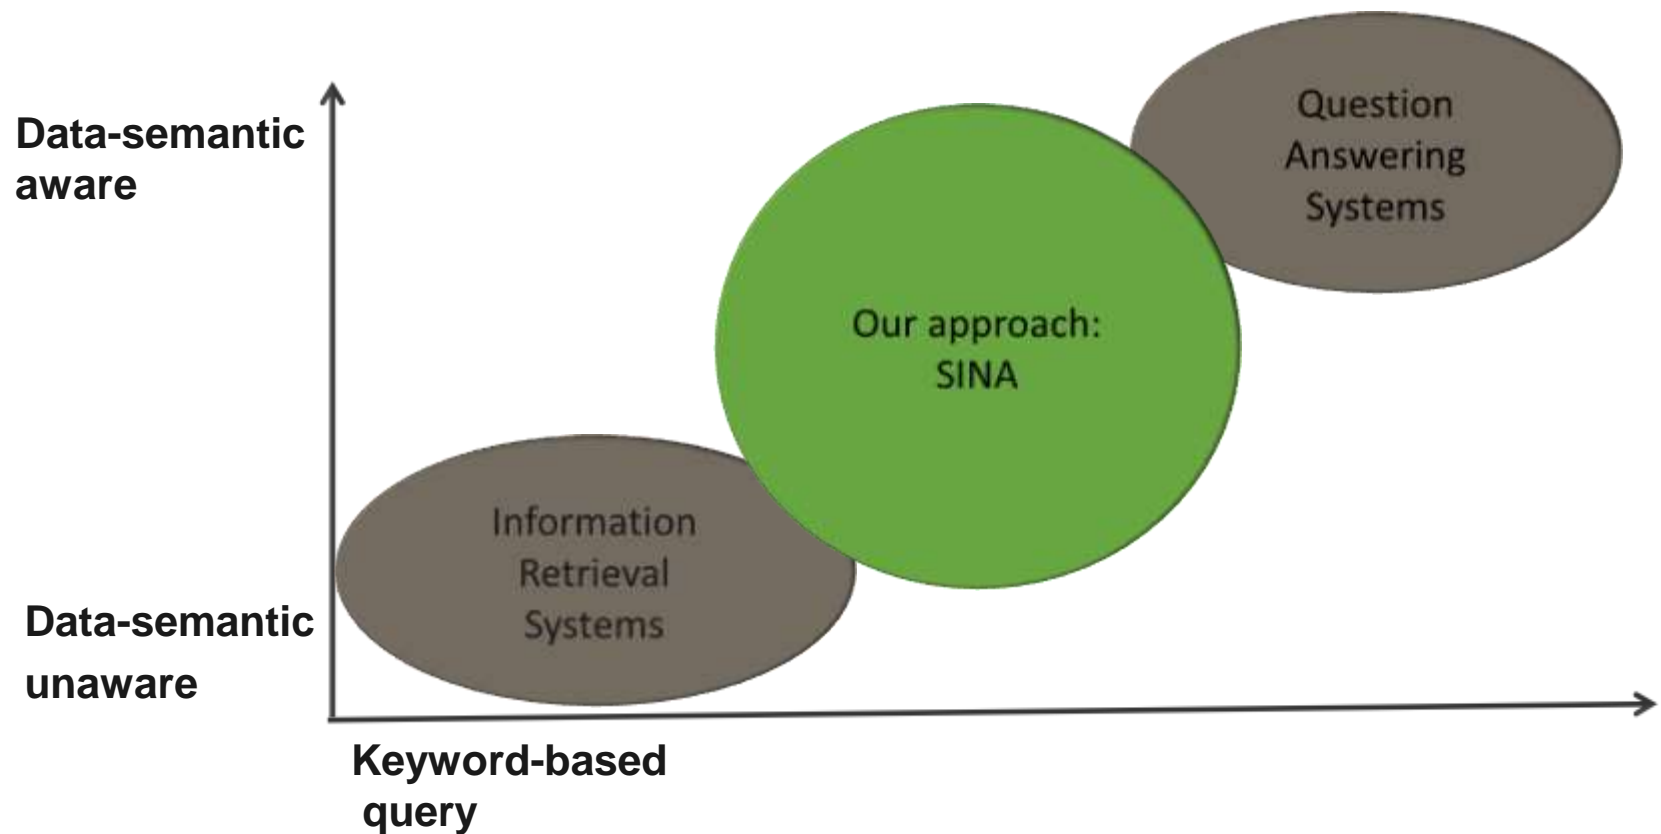 Data-semantic
aware
Question
Answering
Systems
Our approach:
SINA
Information
Retrieval
Systems
Data-semantic
unaware
Keyword-based
query